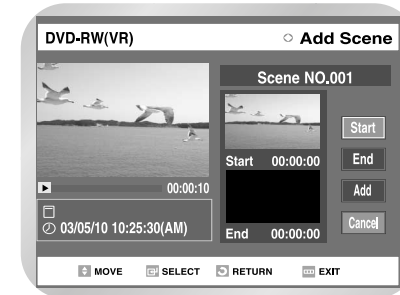 DVD-RW(VR)
Add Scene
Scene NO.001
Start 00:00:00
00:00:10
03/05/10 10:25:30(AM)
End 00:00:00
Start
End
Add
Cancel
MOVE SELECT RETURN EXIT